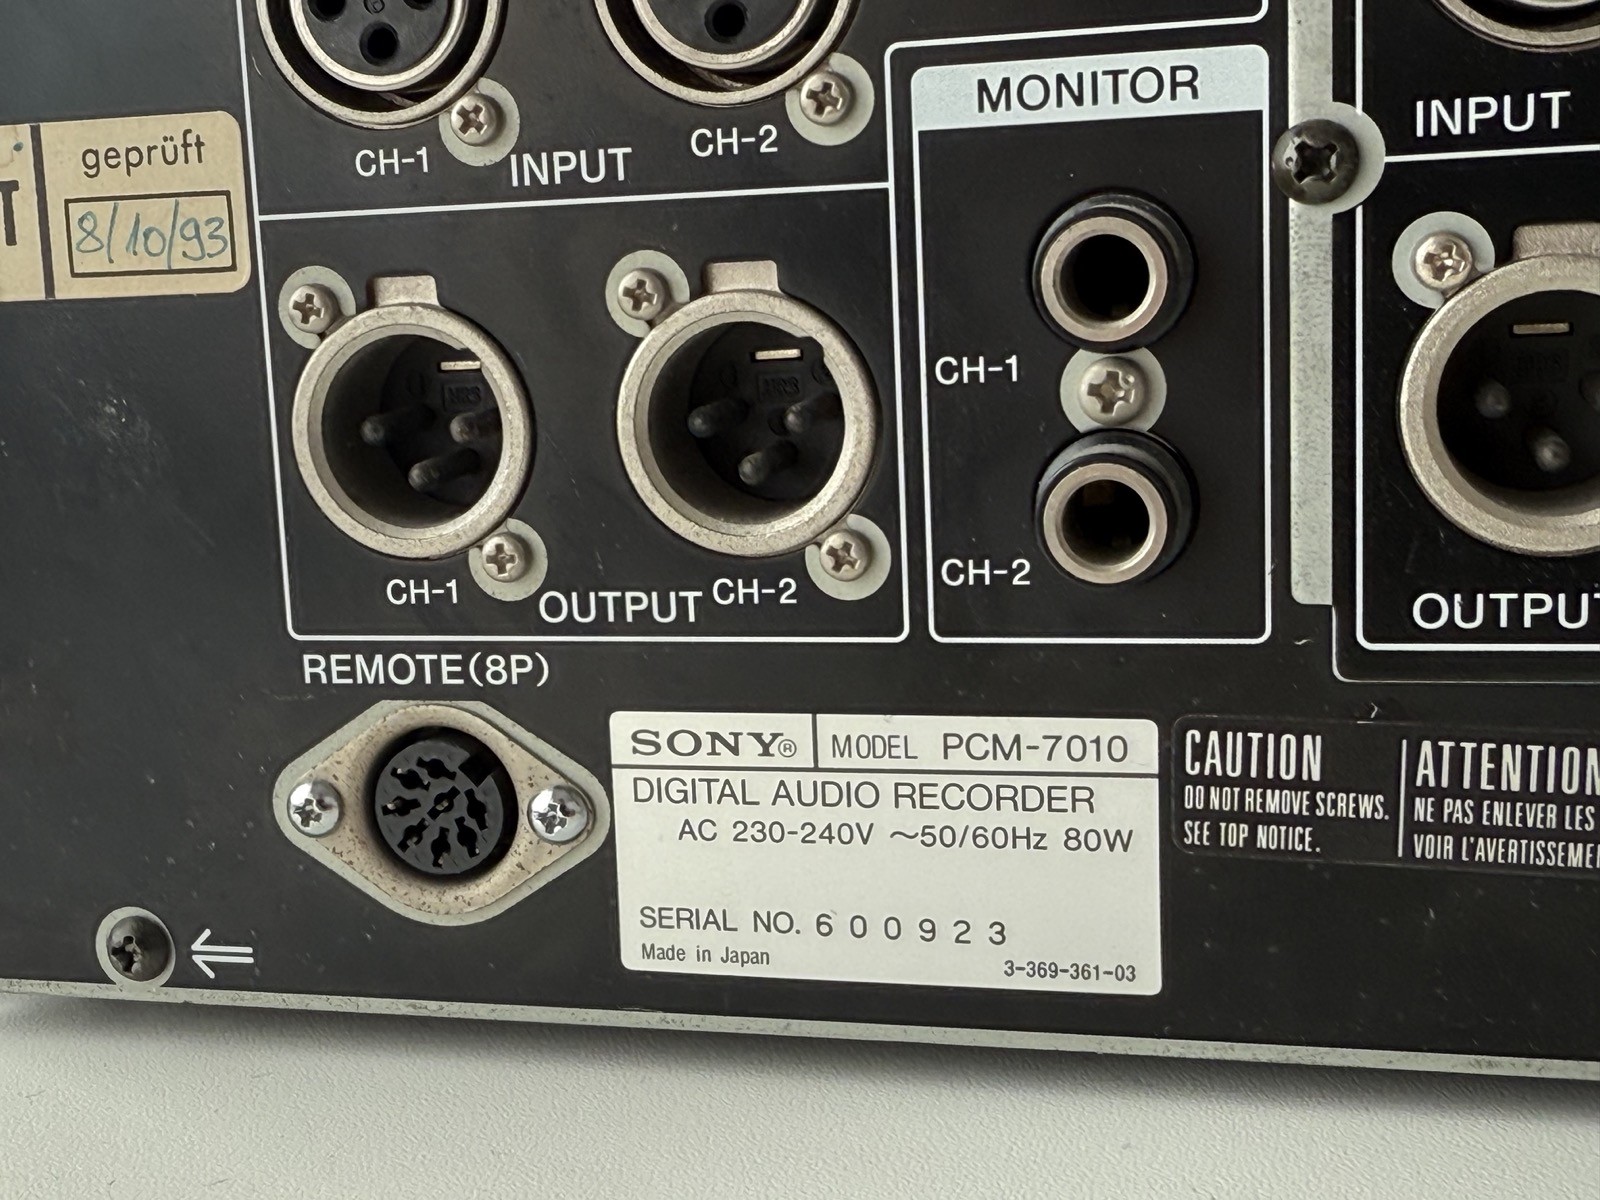 MONITOR
INPUT
geprüft
8/10/93
T
CH-1
INPUT
CH-2
CH-1
CH-2
CH-1
OUTPUT
CH-2
OUTPU
REMOTE(8P)
SONY® MODEL PCM-7010
DIGITAL AUDIO RECORDER
AC 230-240V ~50/60Hz 80W
SERIAL NO. 600923
Made in Japan
3-369-361-03
CAUTION
DO NOT REMOVE SCREWS.
SEE TOP NOTICE.
ATTENTION
NE PAS ENLEVER LES
VOIR L'AVERTISSEME
HRS
HRS